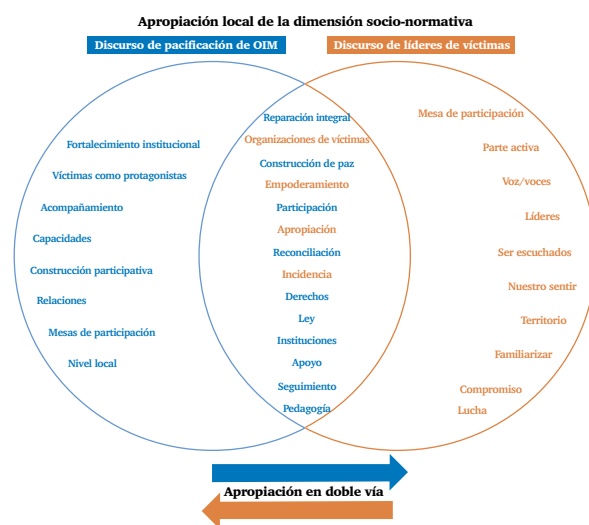 Apropiación local de la dimensión socio-normativa
Discurso de pacificación de OIM
Discurso de líderes de víctimas
Fortalecimiento institucional
Víctimas como protagonistas
Acompañamiento
Capacidades
Construcción participativa
Relaciones
Mesas de participación
Nivel local
Reparación integral
Organizaciones de víctimas
Construcción de paz
Empoderamiento
Participación
Apropiación
Reconciliación
Incidencia
Derechos
Ley
Instituciones
Apoyo
Seguimiento
Pedagogía
Mesa de participación
Parte activa
Voz/voces
Líderes
Ser escuchados
Nuestro sentir
Territorio
Familiarizar
Compromiso
Lucha
Apropiación en doble vía